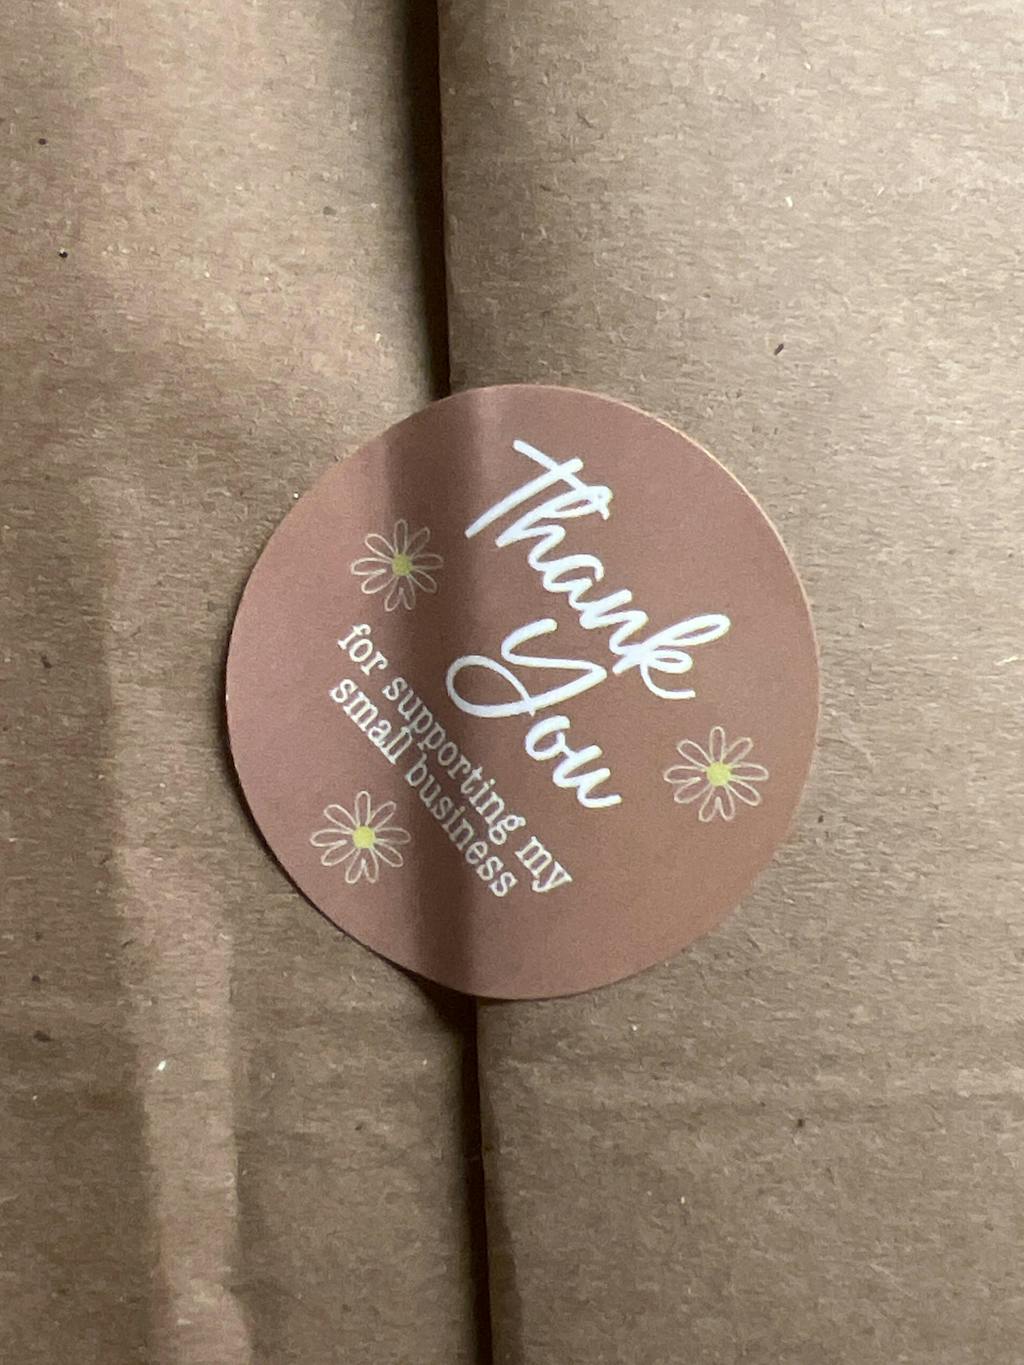 Thank
You
for supporting my
small business